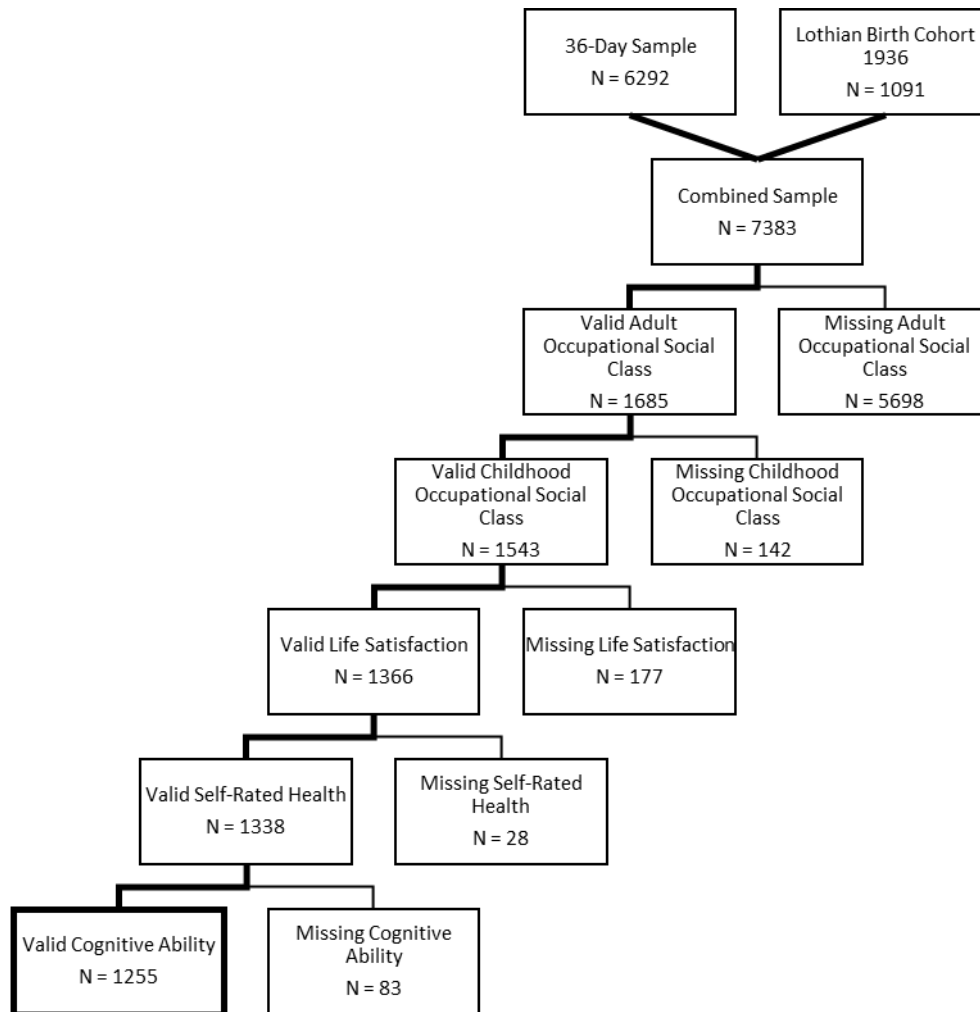 36-Day Sample
N = 6292
Lothian Birth Cohort
1936
N = 1091
Combined Sample
N = 7383
Valid Adult
Occupational Social
Class
N = 1685
Missing Adult
Occupational Social
Class
N = 5698
Valid Childhood
Occupational Social
Class
N = 1543
Missing Childhood
Occupational Social
Class
N = 142
Valid Life Satisfaction
N = 1366
Missing Life Satisfaction
N = 177
Valid Self-Rated Health
N = 1338
Missing Self-Rated
Health
N = 28
Valid Cognitive Ability
N = 1255
Missing Cognitive
Ability
N = 83